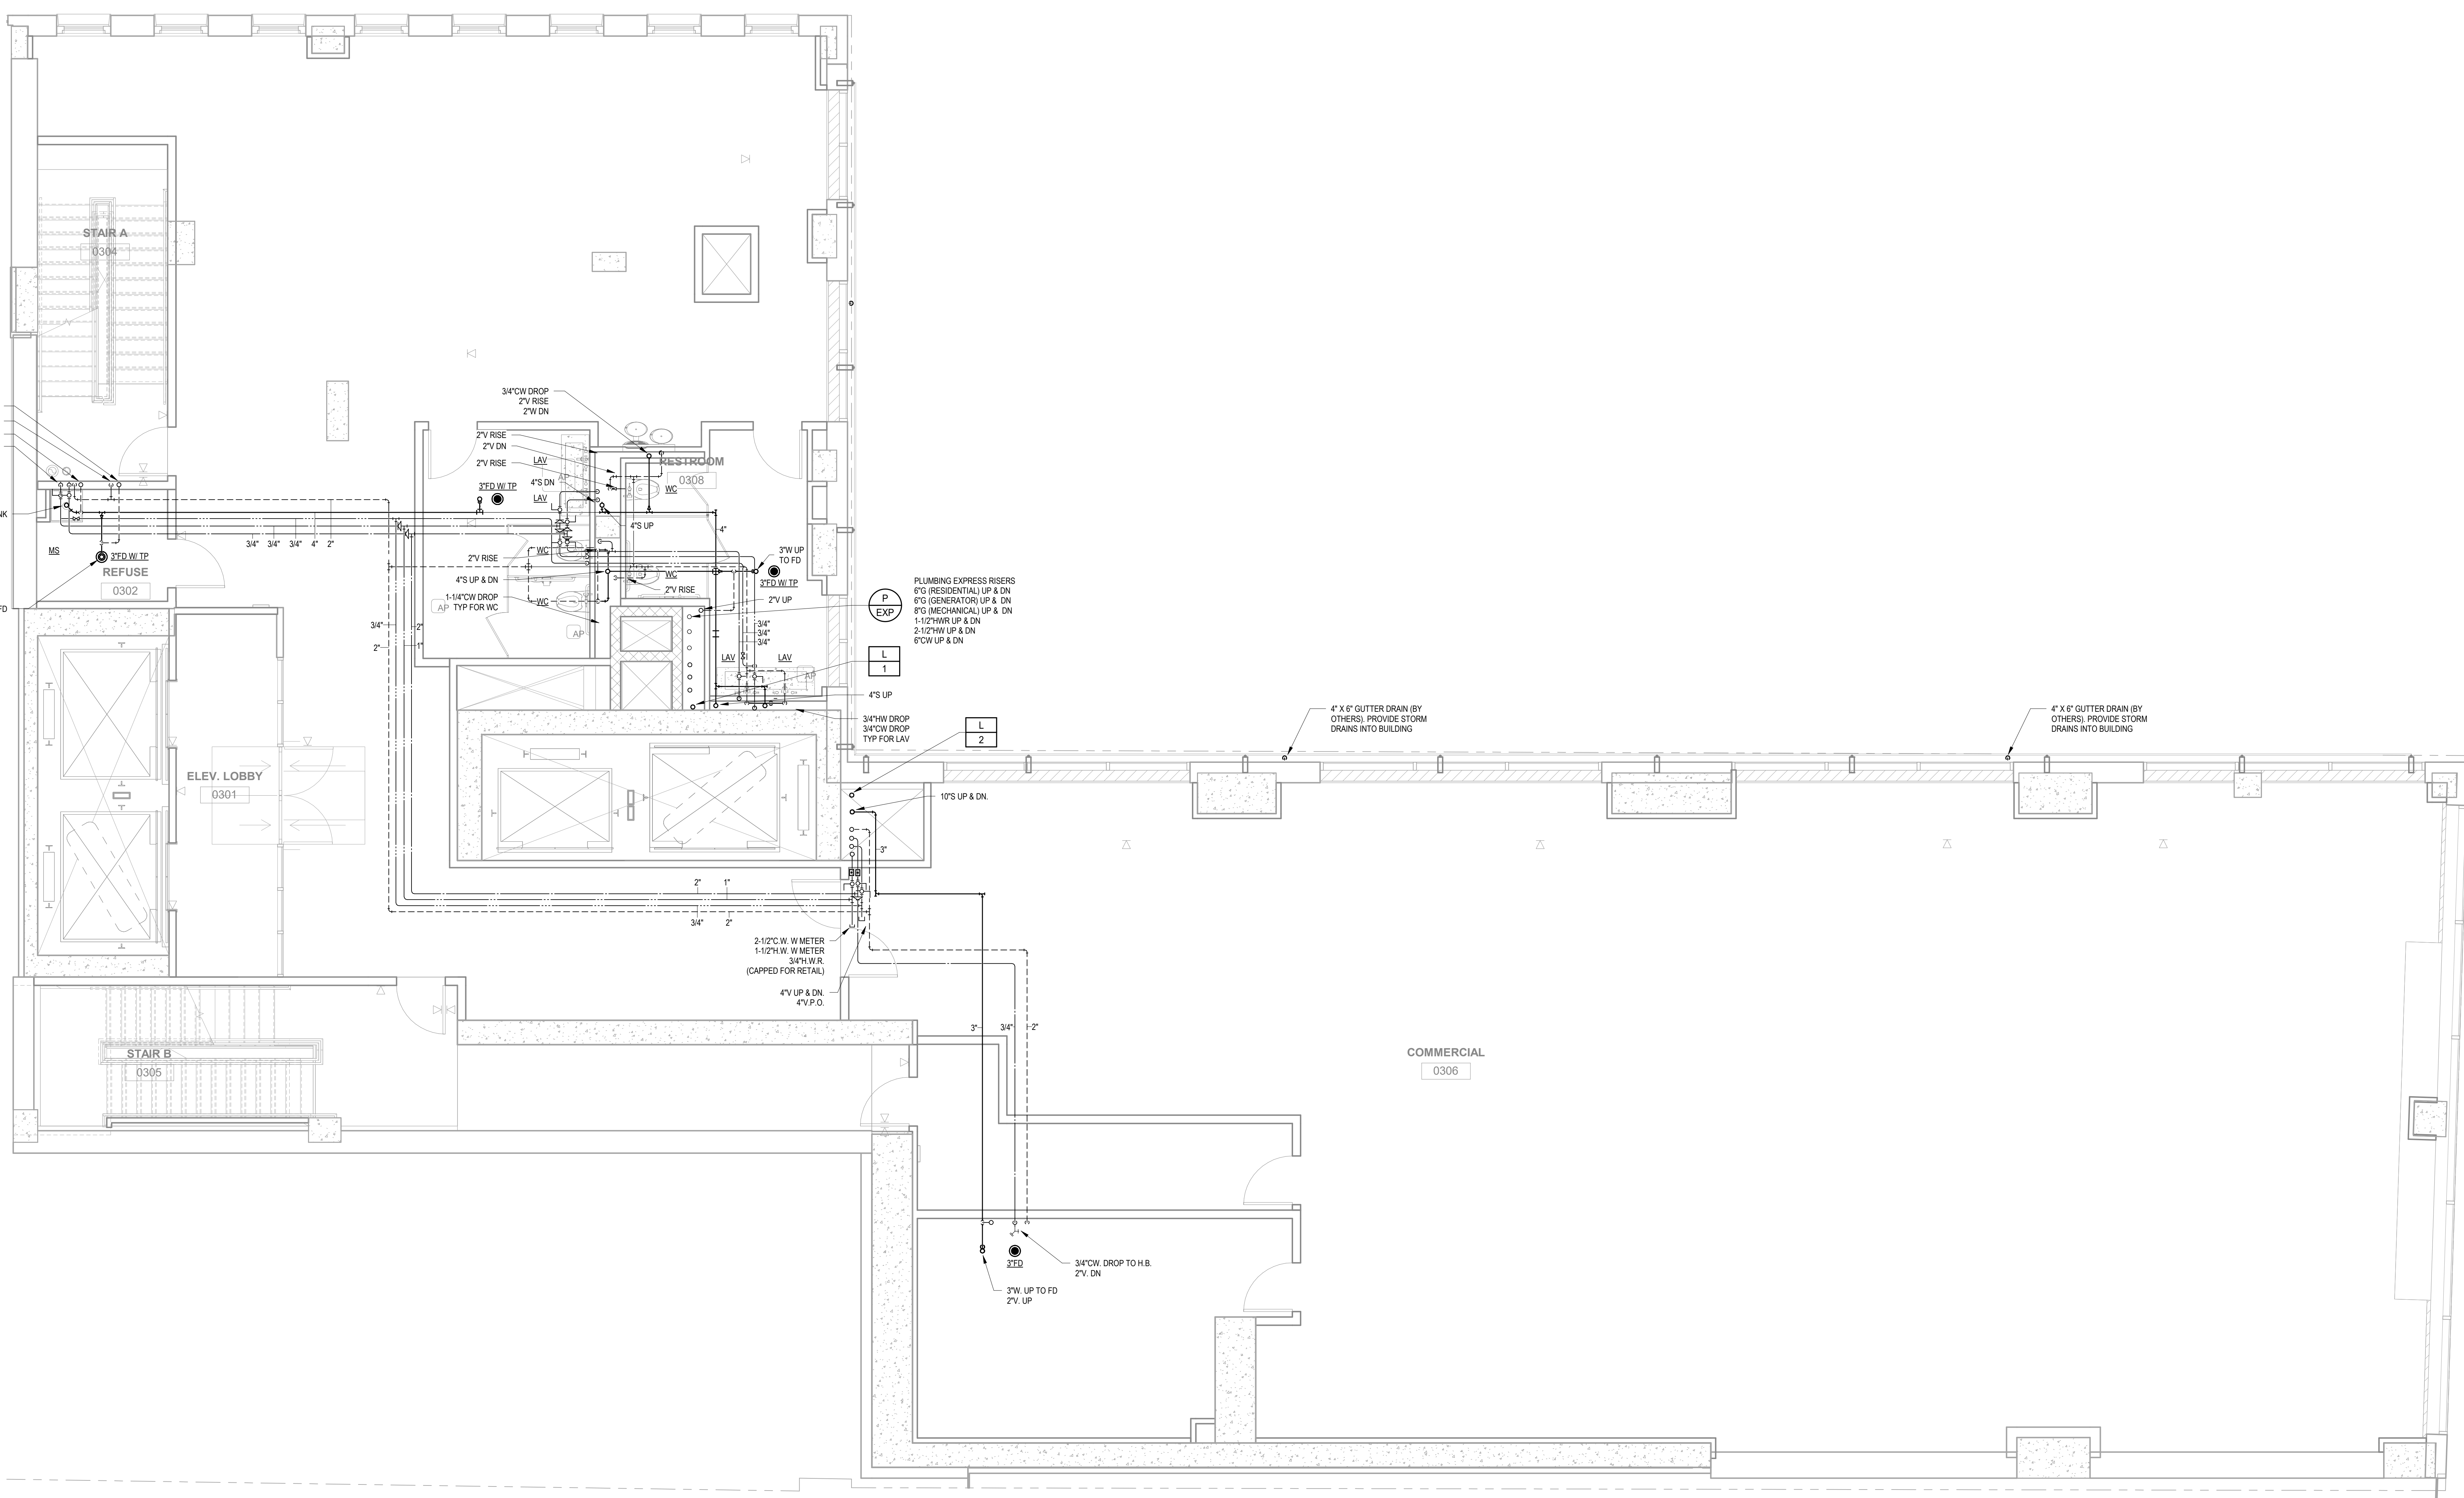 STAIR A
0304
3/4"CW DROP
2"V RISE
2"W DN
2"V RISE
2"V DN
2"V RISE
LAV
RESTROOM
0308
AP
4"S DN
WC
3"FD W/ TP
LAV
NK
4"S UP
4"
MS
3"FD W/ TP
3/4"
3/4"
3/4"
4"
2"
2"V RISE
WC
3"W UP
TO FD
REFUSE
0302
4"S UP & DN
WC
3"FD W/ TP
2"V RISE
1-1/4"CW DROP
TYP FOR WC
AP
WC
2"V UP
FD
P
EXP
PLUMBING EXPRESS RISERS
6"G (RESIDENTIAL) UP & DN
6"G (GENERATOR) UP & DN
8"G (MECHANICAL) UP & DN
1-1/2"HWR UP & DN
2-1/2"HW UP & DN
6"CW UP & DN
3/4"
2"
AP
3/4"
3/4"
3/4"
2"
1"
LAV
LAV
L
1
AP
4"S UP
3/4"HW DROP
3/4"CW DROP
TYP FOR LAV
L
2
4" X 6" GUTTER DRAIN (BY
OTHERS). PROVIDE STORM
DRAINS INTO BUILDING
4" X 6" GUTTER DRAIN (BY
OTHERS). PROVIDE STORM
DRAINS INTO BUILDING
ELEV. LOBBY
0301
10"S UP & DN.
3"
2"
1"
3/4"
2"
2-1/2"C.W. W METER
1-1/2"H.W. W METER
3/4"H.W.R.
(CAPPED FOR RETAIL)
4"V UP & DN.
4"V.P.O.
3"
3/4"
2"
STAIR B
0305
COMMERCIAL
0306
3"FD
3/4"CW. DROP TO H.B.
2"V. DN
3"W. UP TO FD
2"V. UP